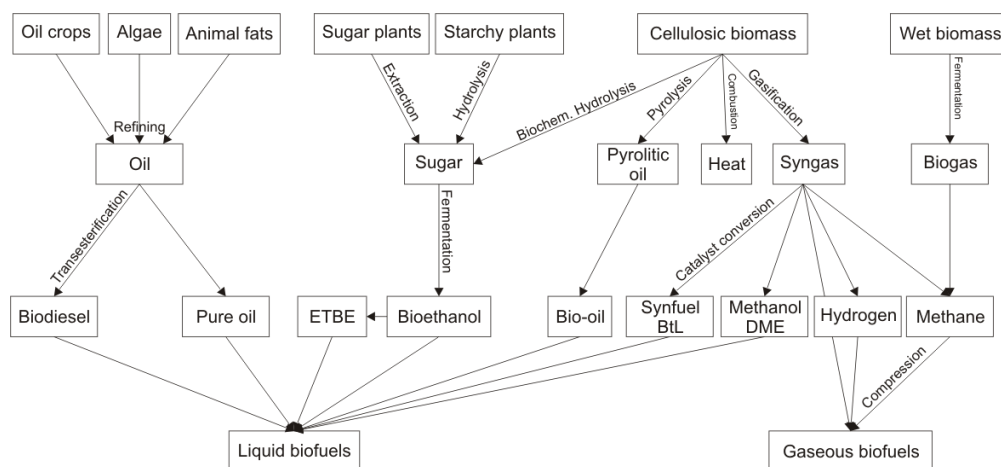 Oil crops
Algae
Animal fats
Sugar plants
Starchy plants
Cellulosic biomass
Wet biomass
Refining
Extraction
Hydrolysis
Biochem. Hydrolysis
Pyrolysis
Combustion
Gasification
Fermentation
Oil
Sugar
Pyrolitic
oil
Heat
Syngas
Biogas
Transesterification
Fermentation
Catalyst conversion
Biodiesel
Pure oil
ETBE
Bioethanol
Bio-oil
Synfuel
BtL
Methanol
DME
Hydrogen
Methane
Compression
Liquid biofuels
Gaseous biofuels